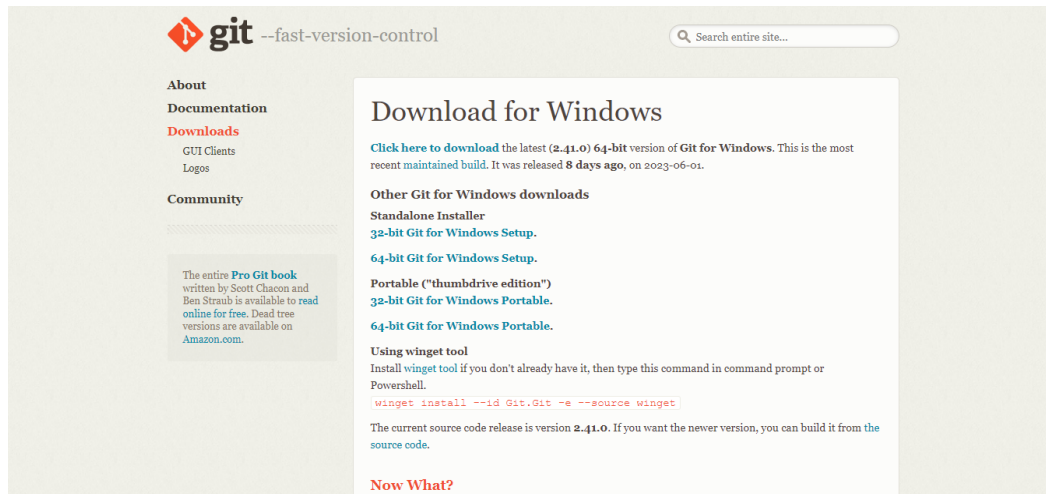 git --fast-version-control
Search entire site...
About
Documentation
Downloads
GUI Clients
Logos
Community
The entire Pro Git book
written by Scott Chacon and
Ben Straub is available to read
online for free. Dead tree
versions are available on
Amazon.com.
Download for Windows
Click here to download the latest (2.41.0) 64-bit version of Git for Windows. This is the most
recent maintained build. It was released 8 days ago, on 2023-06-01.
Other Git for Windows downloads
Standalone Installer
32-bit Git for Windows Setup.
64-bit Git for Windows Setup.
Portable ("thumbdrive edition")
32-bit Git for Windows Portable.
64-bit Git for Windows Portable.
Using winget tool
Install winget tool if you don't already have it, then type this command in command prompt or
Powershell.
winget install --id Git.Git -e --source winget
The current source code release is version 2.41.0. If you want the newer version, you can build it from the
source code.
Now What?